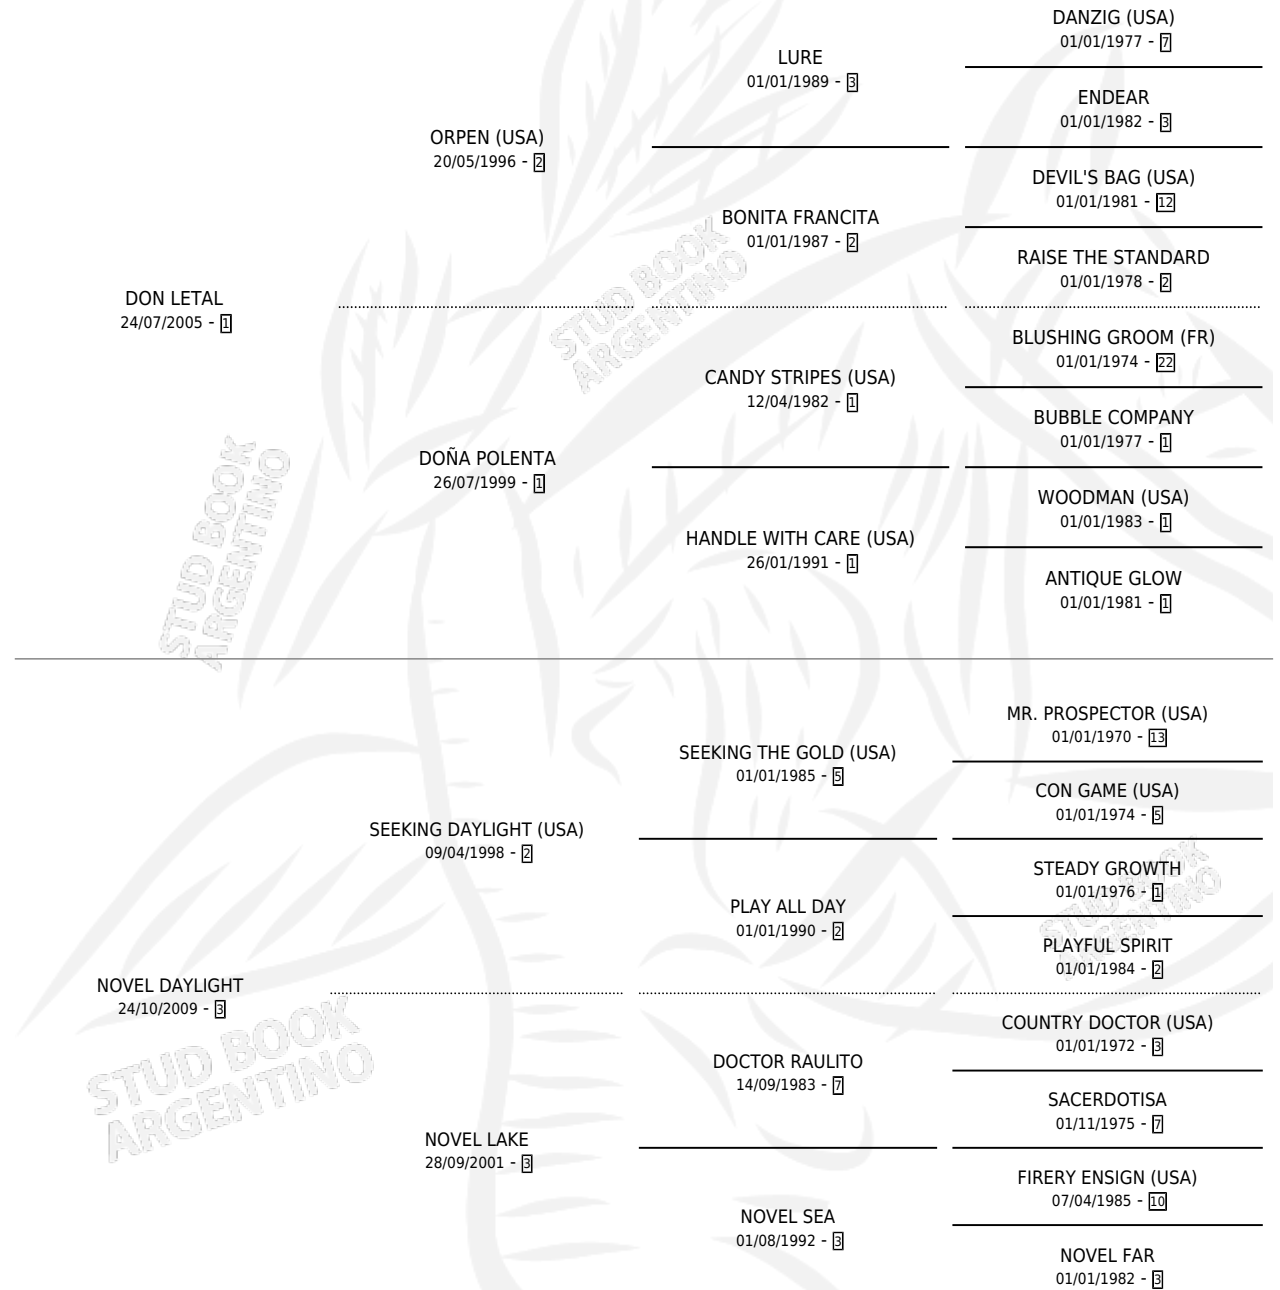 DANZIG (USA)
01/01/1977 - 7
LURE
01/01/1989 - 3
ENDEAR
01/01/1982 - 3
ORPEN (USA)
20/05/1996 - 2
DEVIL'S BAG (USA)
01/01/1981 - 12
BONITA FRANCITA
01/01/1987 - 2
RAISE THE STANDARD
01/01/1978 - 2
DON LETAL
24/07/2005 - 1
BLUSHING GROOM (FR)
01/01/1974 - 22
CANDY STRIPES (USA)
12/04/1982 - 1
BUBBLE COMPANY
01/01/1977 - 1
DOÑA POLENTA
26/07/1999 - 1
WOODMAN (USA)
01/01/1983 - 1
HANDLE WITH CARE (USA)
26/01/1991 - 1
ANTIQUE GLOW
01/01/1981 - 1
MR. PROSPECTOR (USA)
01/01/1970 - 13
SEEKING THE GOLD (USA)
01/01/1985 - 5
CON GAME (USA)
01/01/1974 - 5
SEEKING DAYLIGHT (USA)
09/04/1998 - 2
STEADY GROWTH
01/01/1976 - 1
PLAY ALL DAY
01/01/1990 - 2
PLAYFUL SPIRIT
01/01/1984 - 2
NOVEL DAYLIGHT
24/10/2009 - 3
COUNTRY DOCTOR (USA)
01/01/1972 - 3
DOCTOR RAULITO
14/09/1983 - 7
SACERDOTISA
01/11/1975 - 7
NOVEL LAKE
28/09/2001 - 3
FIRERY ENSIGN (USA)
07/04/1985 - 10
NOVEL SEA
01/08/1992 - 3
NOVEL FAR
01/01/1982 - 3
STUD BOOK
ARGENTINO
STUD BOOK
ARGENTINO
STUD BOOK
ARGENTINO
STUD BOOK
ARGENTINO